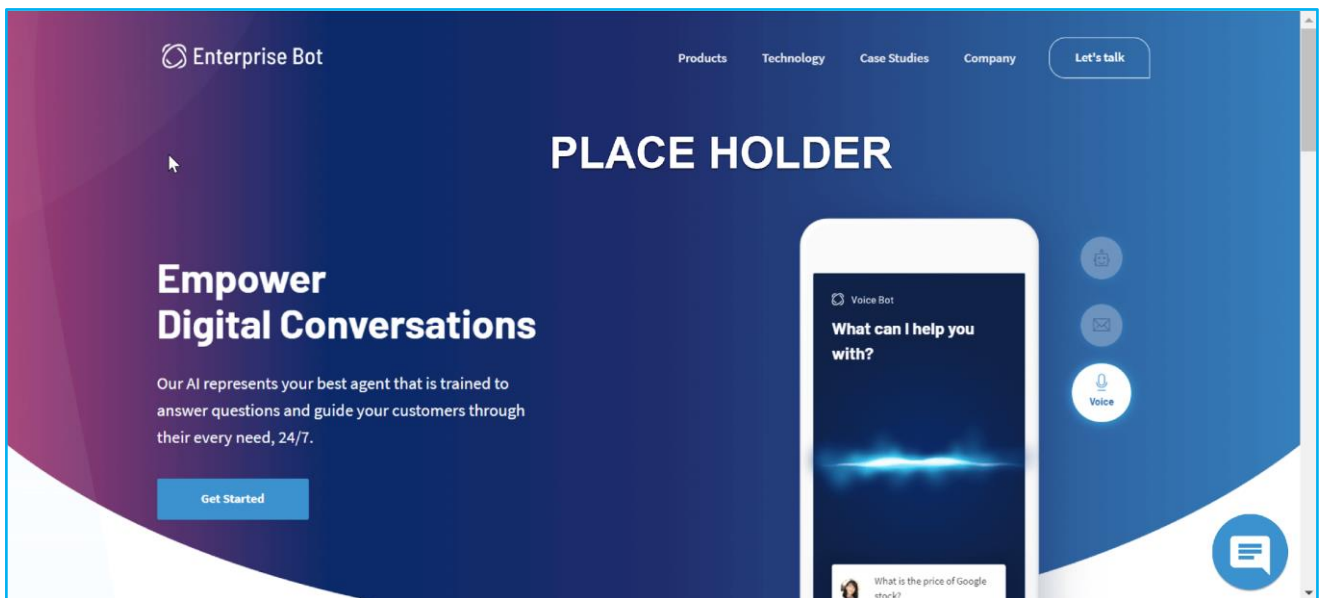 Enterprise Bot
Products Technology Case Studies Company Let's talk
PLACE HOLDER
Empower
Digital Conversations
Our AI represents your best agent that is trained to
answer questions and guide your customers through
their every need, 24/7.
Get Started
Voice Bot
What can I help you
with?
Voice
What is the price of Google
stock?